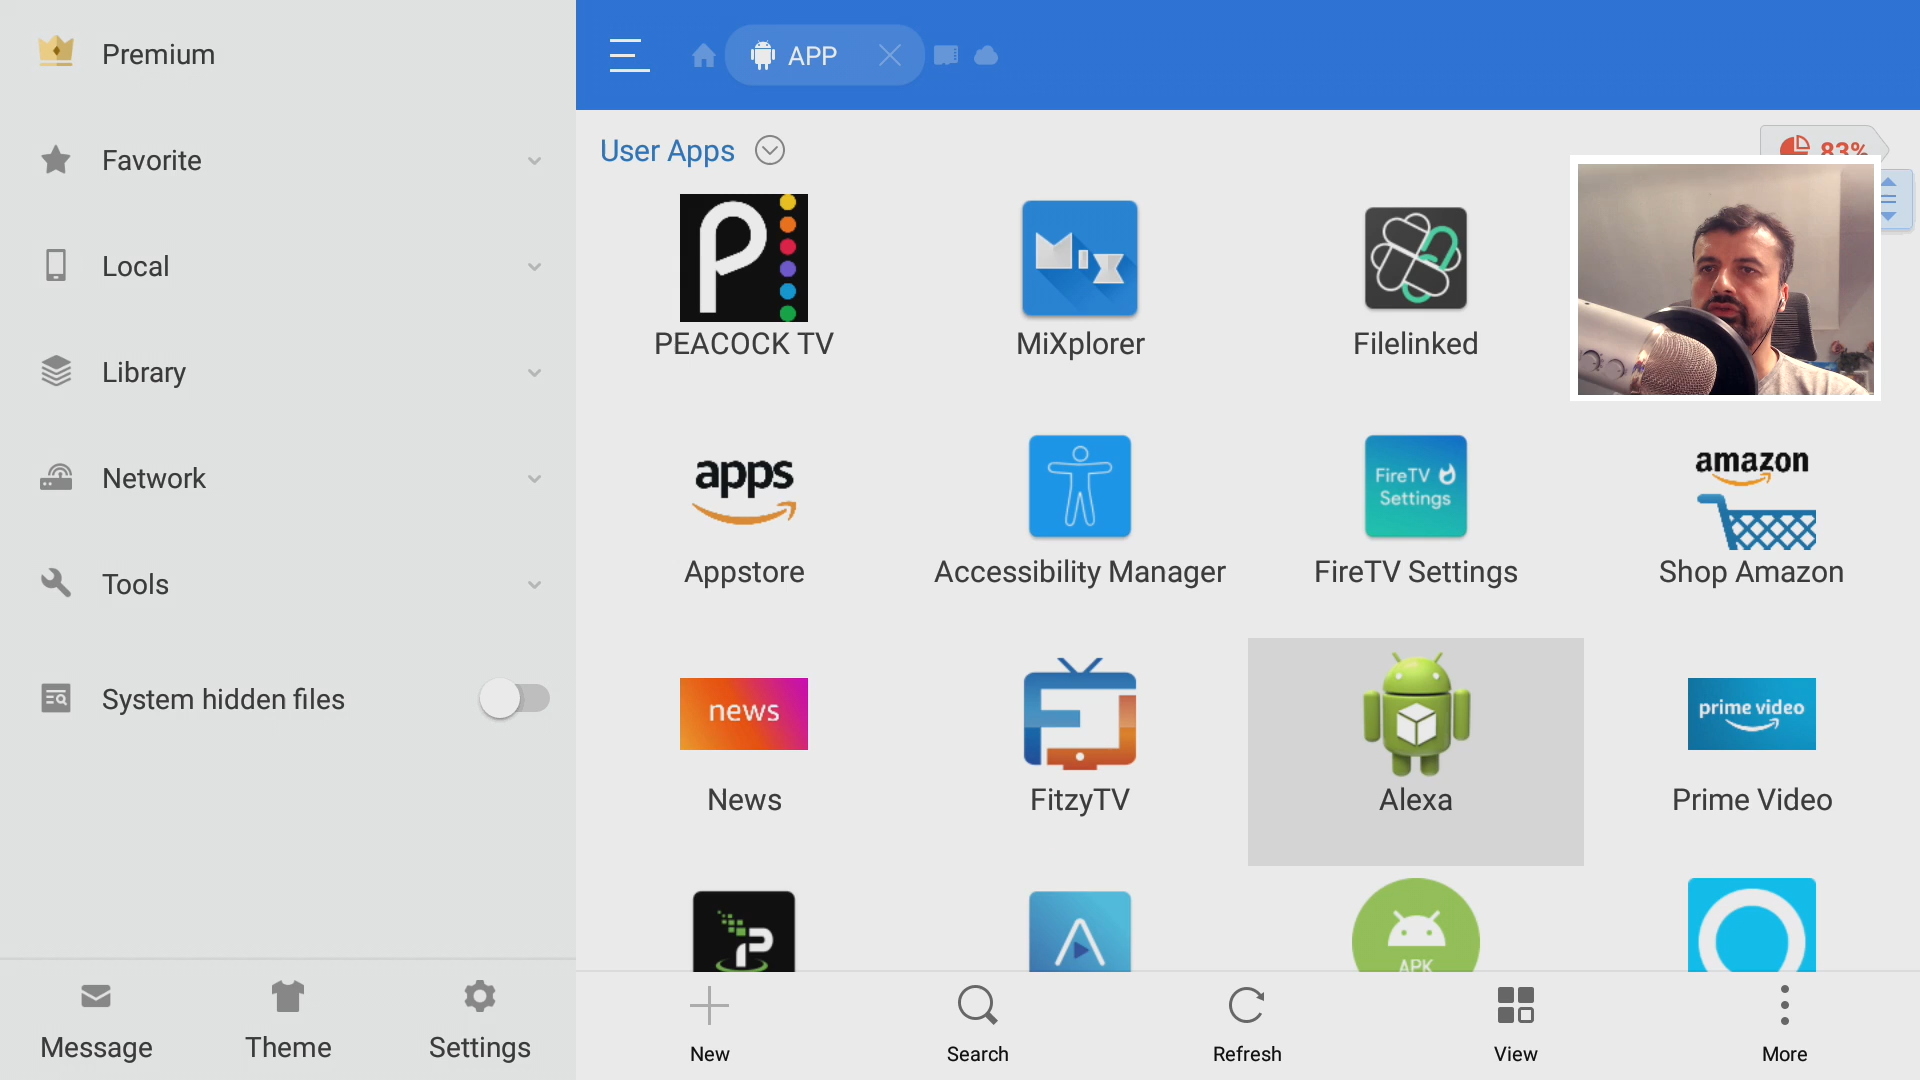 Premium
Favorite
Local
Library
Network
Tools
System hidden files
Message
Theme
Settings
APP
User Apps
83%
PEACOCK TV
MiXplorer
Filelinked
apps
Appstore
Accessibility Manager
FireTV
Settings
FireTV Settings
amazon
Shop Amazon
news
News
FitzyTV
Alexa
prime video
Prime Video
APK
New
Search
Refresh
View
More